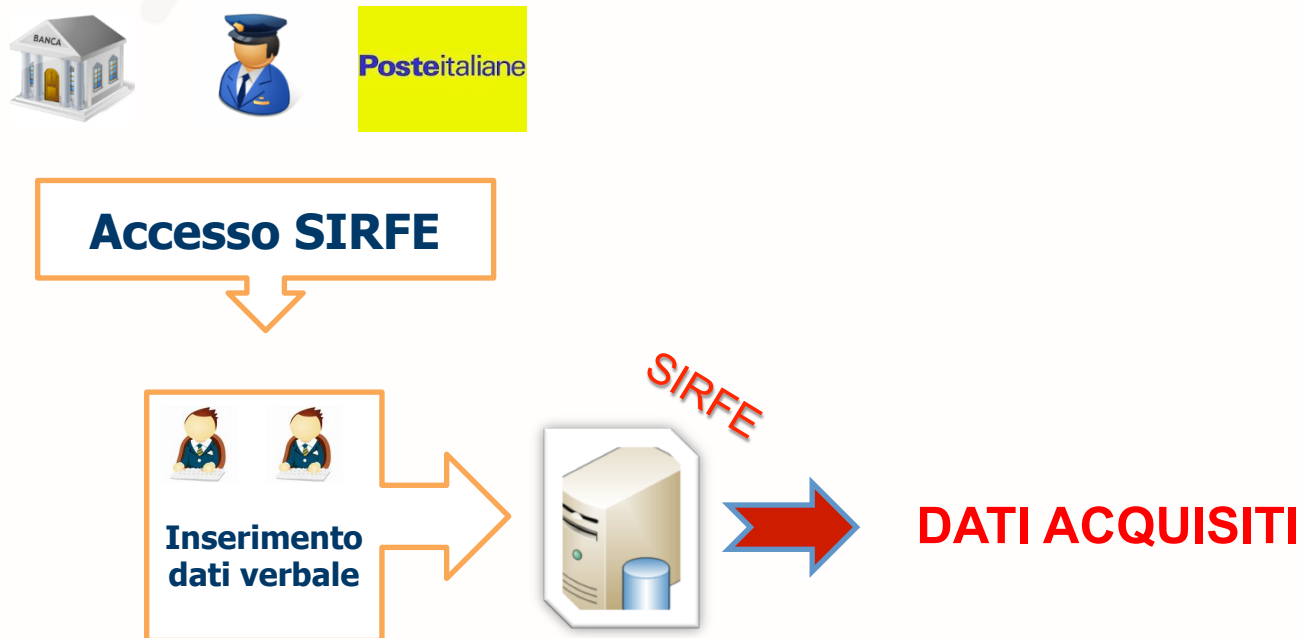 BANCA
Posteitaliane
Accesso SIRFE
SIRFE
Inserimento
dati verbale
DATI ACQUISITI